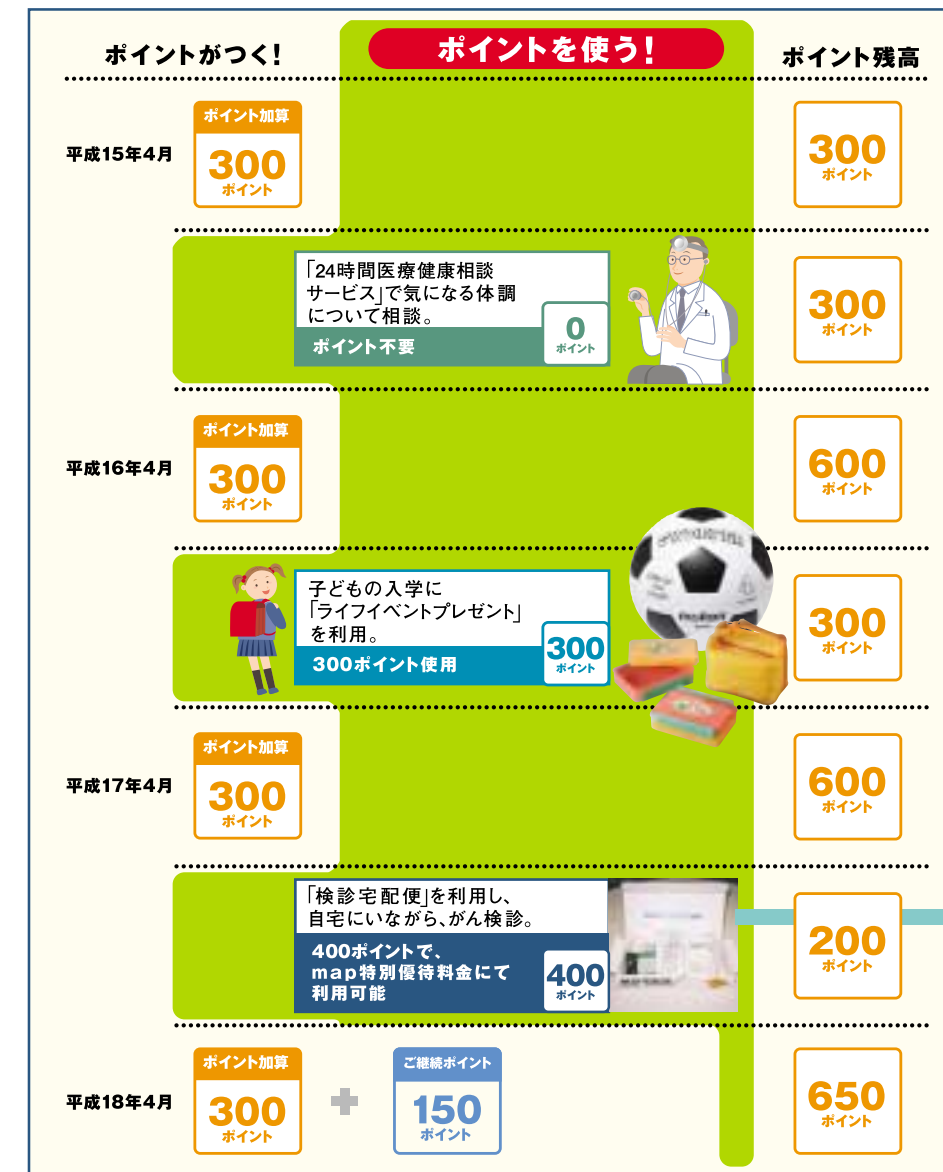 ポイントがつく!
ポイントを使う!
ポイント残高
平成15年4月
ポイント加算
300
ポイント
300
ポイント
「24時間医療健康相談
サービス」で気になる体調
について相談。
ポイント不要
0
ポイント
300
ポイント
平成16年4月
ポイント加算
300
ポイント
600
ポイント
子どもの入学に
「ライフイベントプレゼント」
を利用。
300ポイント使用
300
ポイント
300
ポイント
平成17年4月
ポイント加算
300
ポイント
600
ポイント
「検診宅配便」を利用し、
自宅にいながら、がん検診。
400ポイントで、
map特別優待料金にて
利用可能
400
ポイント
200
ポイント
平成18年4月
ポイント加算
300
ポイント
+
ご継続ポイント
150
ポイント
650
ポイント